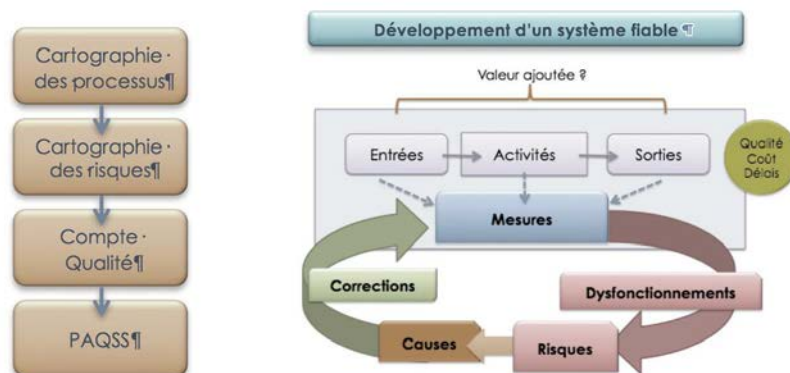 Cartographie·
des processus¶
Cartographie·
des risques¶
Compte·
Qualité¶
PAQSS¶
Développement d'un système fiable ¶
Valeur ajoutée ?
Entrées
Activités
Sorties
Qualité
Coût
Délais
Mesures
Corrections
Dysfonctionnements
Causes
Risques